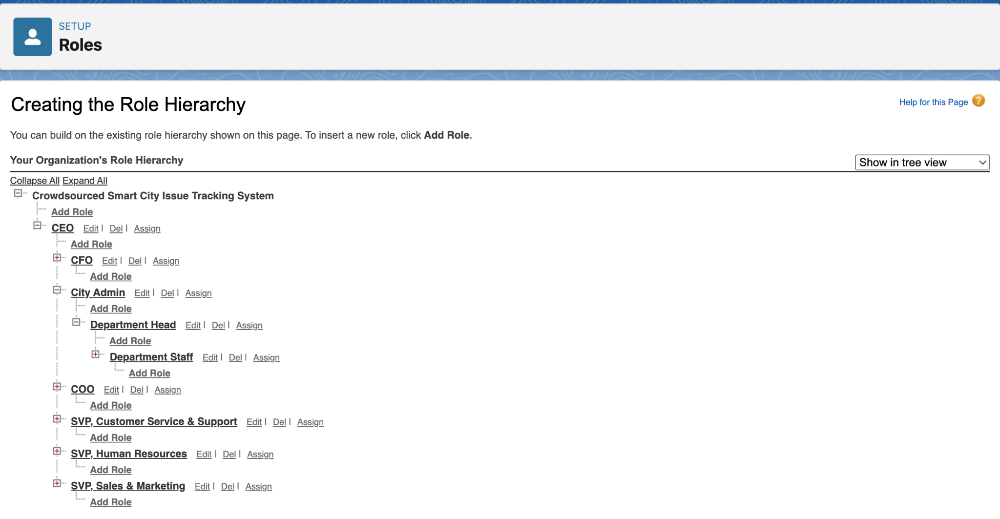 SETUP
Roles
Creating the Role Hierarchy
Help for this Page ?
You can build on the existing role hierarchy shown on this page. To insert a new role, click Add Role.
Your Organization's Role Hierarchy
Show in tree view
Collapse All Expand All
Crowdsourced Smart City Issue Tracking System
Add Role
CEO Edit | Del | Assign
Add Role
CFO Edit | Del | Assign
Add Role
City Admin Edit | Del | Assign
Add Role
Department Head Edit | Del | Assign
Add Role
Department Staff Edit | Del | Assign
Add Role
COO Edit | Del | Assign
Add Role
SVP, Customer Service & Support Edit | Del | Assign
Add Role
SVP, Human Resources Edit | Del | Assign
Add Role
SVP, Sales & Marketing Edit | Del | Assign
Add Role